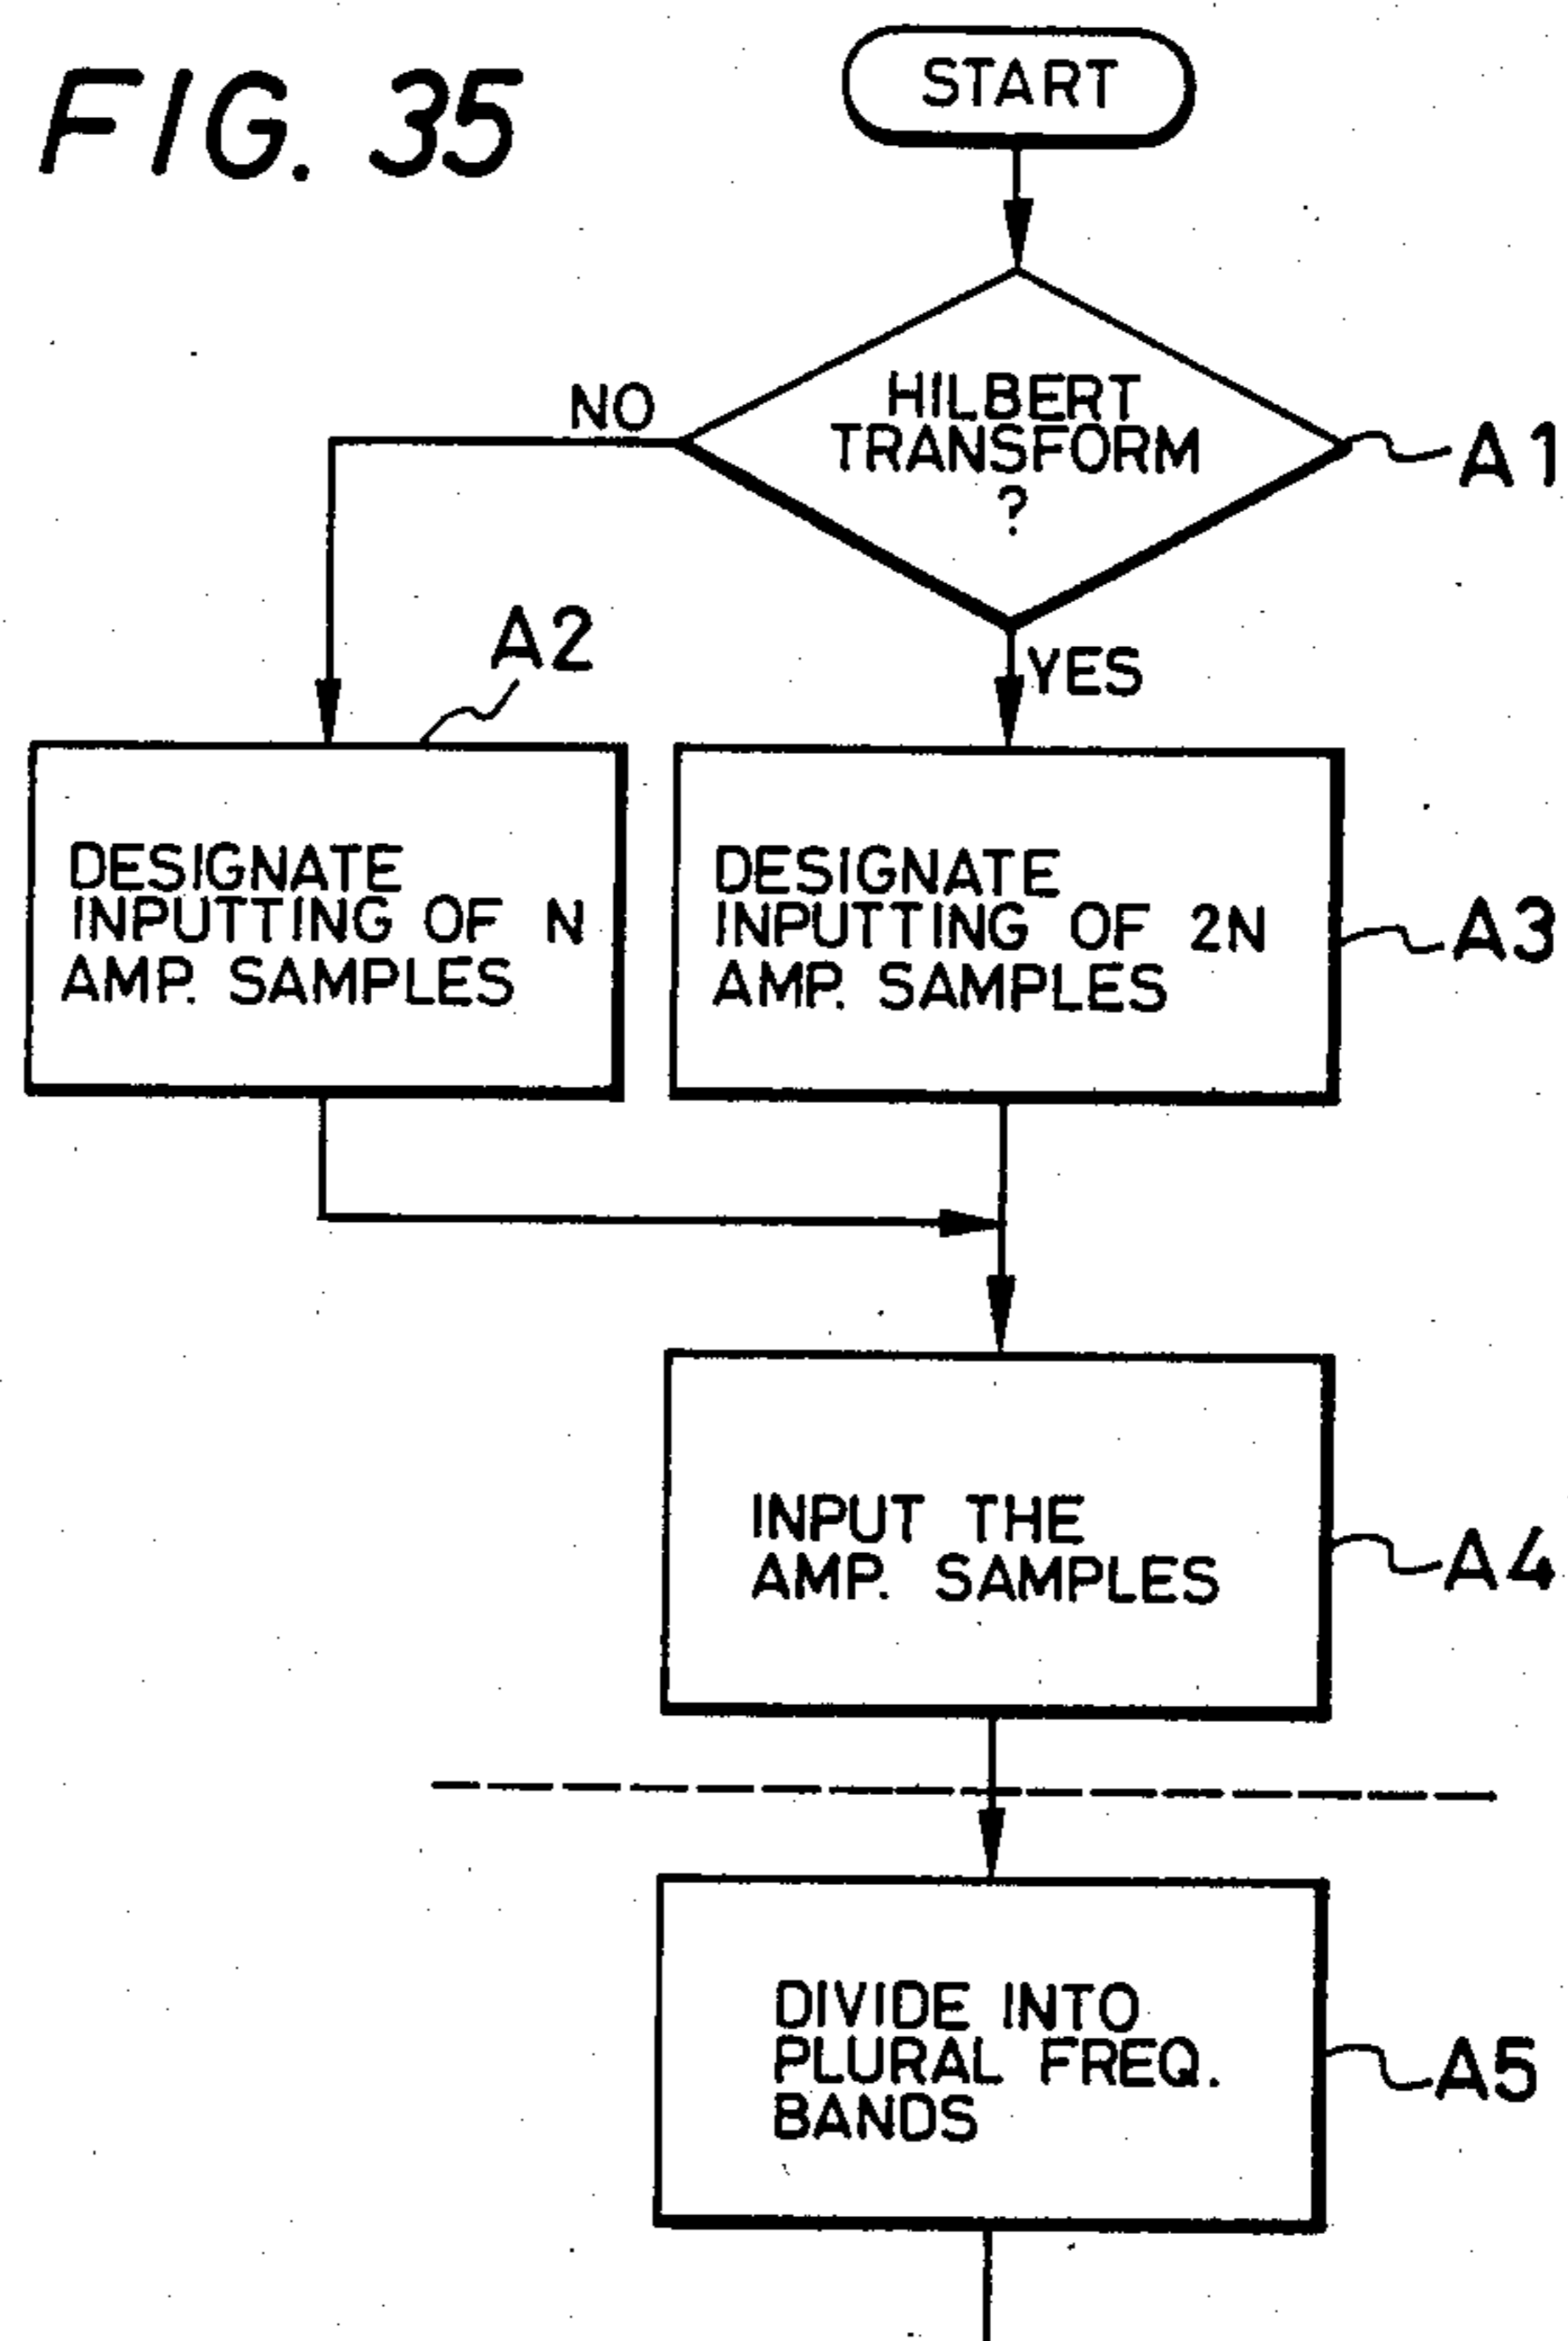 FIG. 35
START
HILBERT
TRANSFORM
?
A1
NO
YES
A2
DESIGNATE
INPUTTING OF N
AMP. SAMPLES
DESIGNATE
INPUTTING OF 2N
AMP. SAMPLES
A3
INPUT THE
AMP. SAMPLES
A4
DIVIDE INTO
PLURAL FREQ.
BANDS
A5